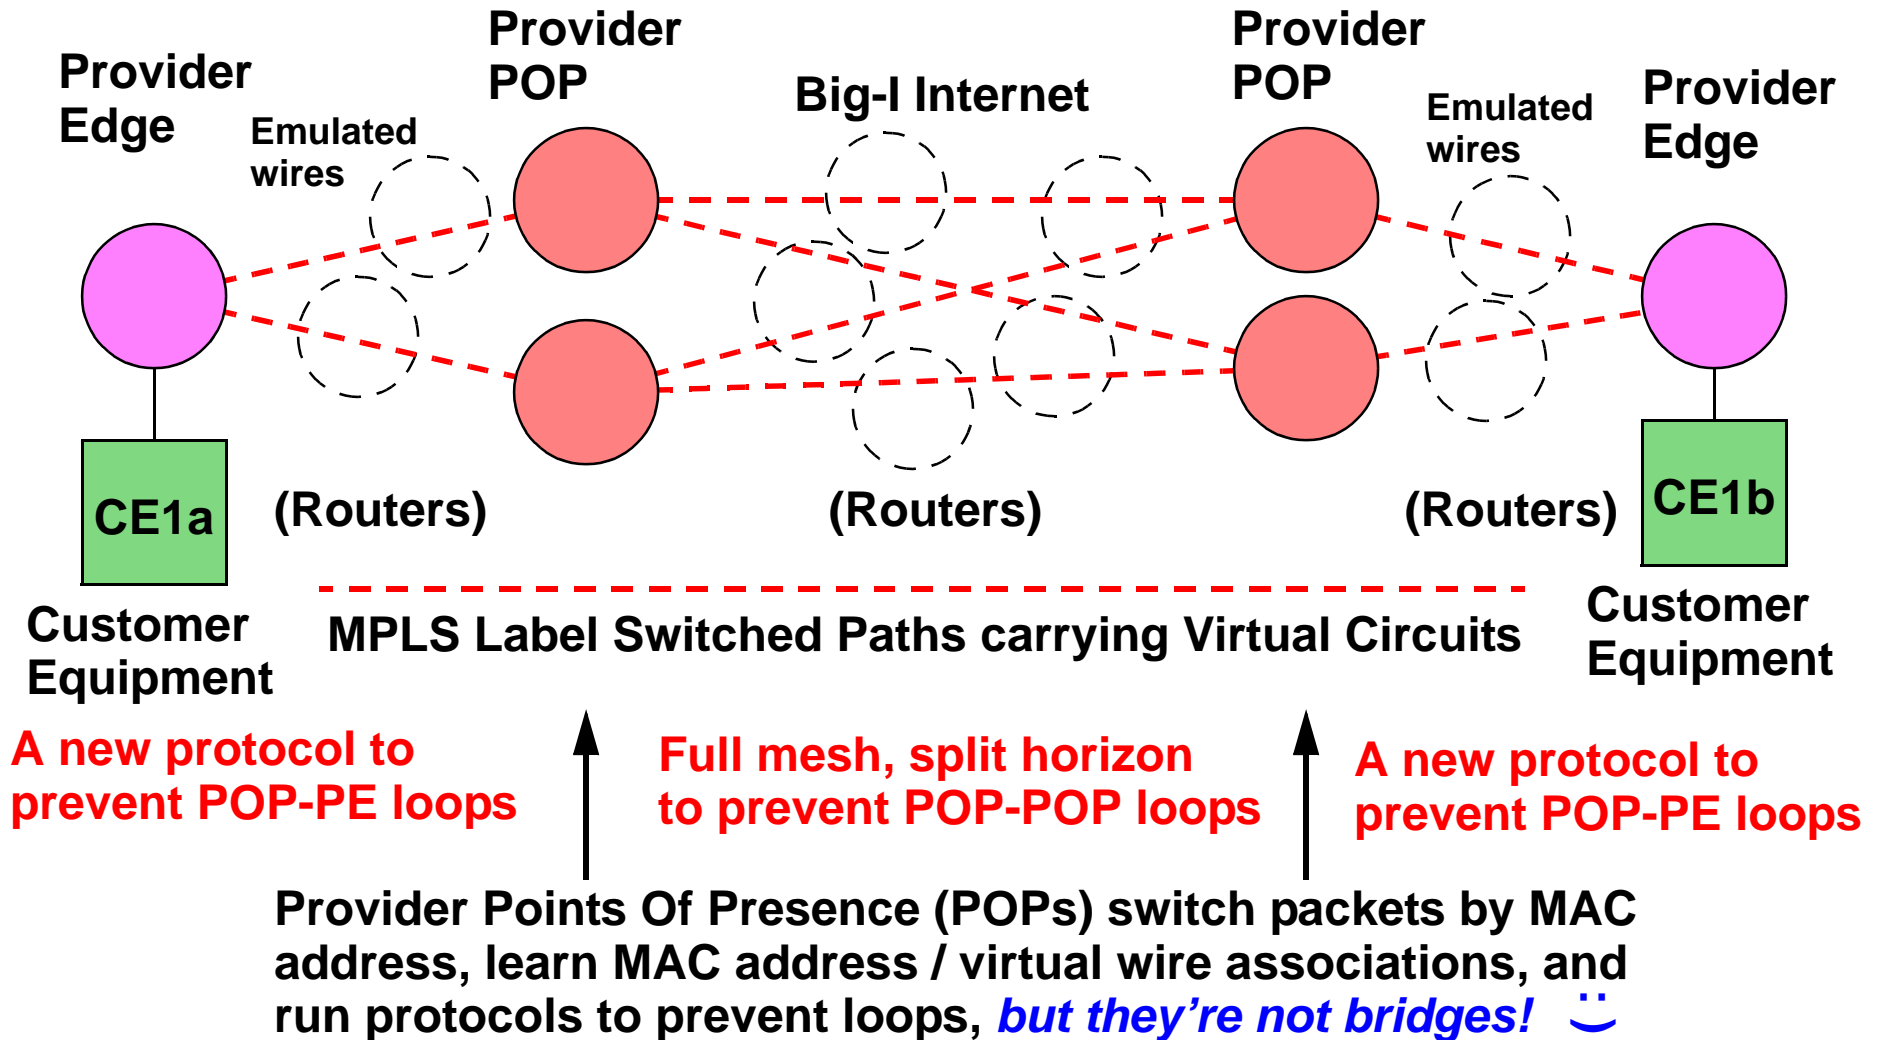 Provider
Edge
Emulated
wires
Provider
POP
Big-I Internet
Provider
POP
Emulated
wires
Provider
Edge
CE1a
(Routers)
(Routers)
(Routers)
CE1b
Customer
Equipment
MPLS Label Switched Paths carrying Virtual Circuits
Customer
Equipment
A new protocol to
prevent POP-PE loops
Full mesh, split horizon
to prevent POP-POP loops
A new protocol to
prevent POP-PE loops
Provider Points Of Presence (POPs) switch packets by MAC
address, learn MAC address / virtual wire associations, and
run protocols to prevent loops, but they’re not bridges! :)